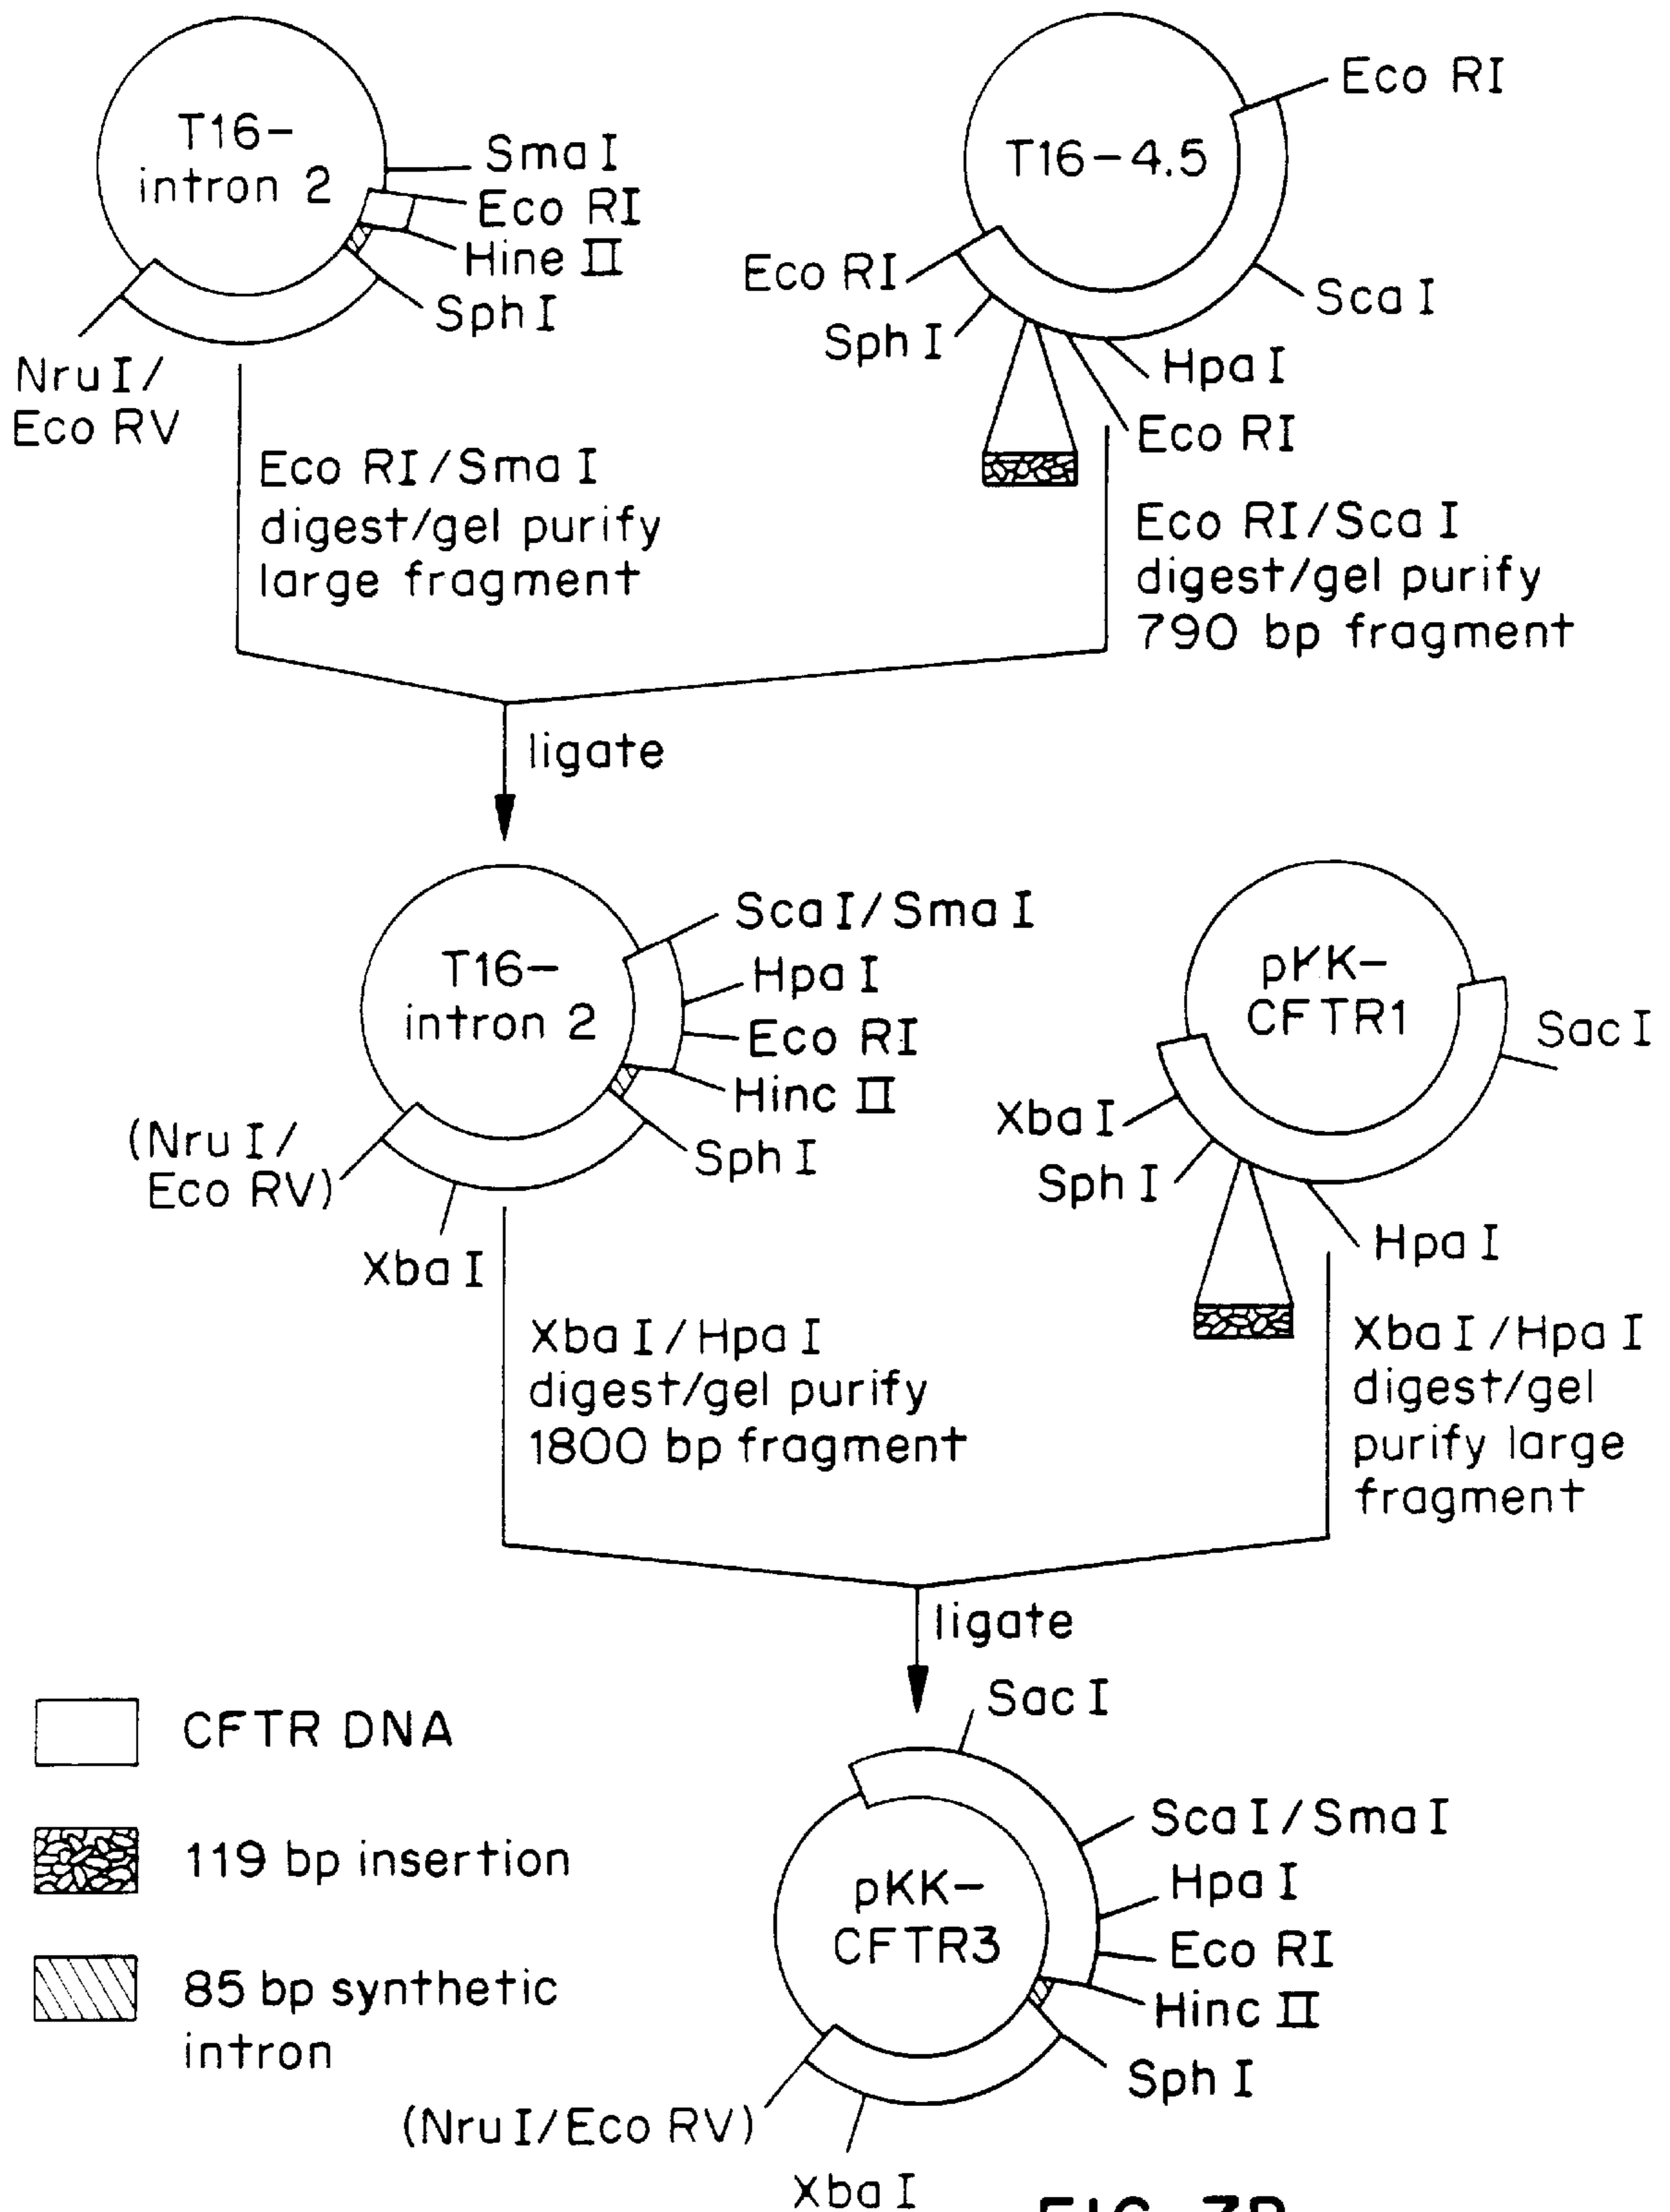 T16-
intron 2
Sma I
Eco RI
Hine II
Sph I
Nru I/
Eco RV
T16-4.5
Eco RI
Sca I
Hpa I
Eco RI
Eco RI
Sph I
Eco RI/Sma I
digest/gel purify
large fragment
Eco RI/Sca I
digest/gel purify
790 bp fragment
ligate
T16-
intron 2
Sca I/Sma I
Hpa I
Eco RI
Hinc II
Sph I
(Nru I/
Eco RV)
Xba I
pKK-
CFTR1
Sac I
Xba I
Sph I
Hpa I
Xba I/Hpa I
digest/gel purify
1800 bp fragment
Xba I/Hpa I
digest/gel
purify large
fragment
ligate
Sac I
Sca I/Sma I
Hpa I
Eco RI
Hinc II
Sph I
pKK-
CFTR3
(Nru I/Eco RV)
Xba I
CFTR DNA
119 bp insertion
85 bp synthetic
intron